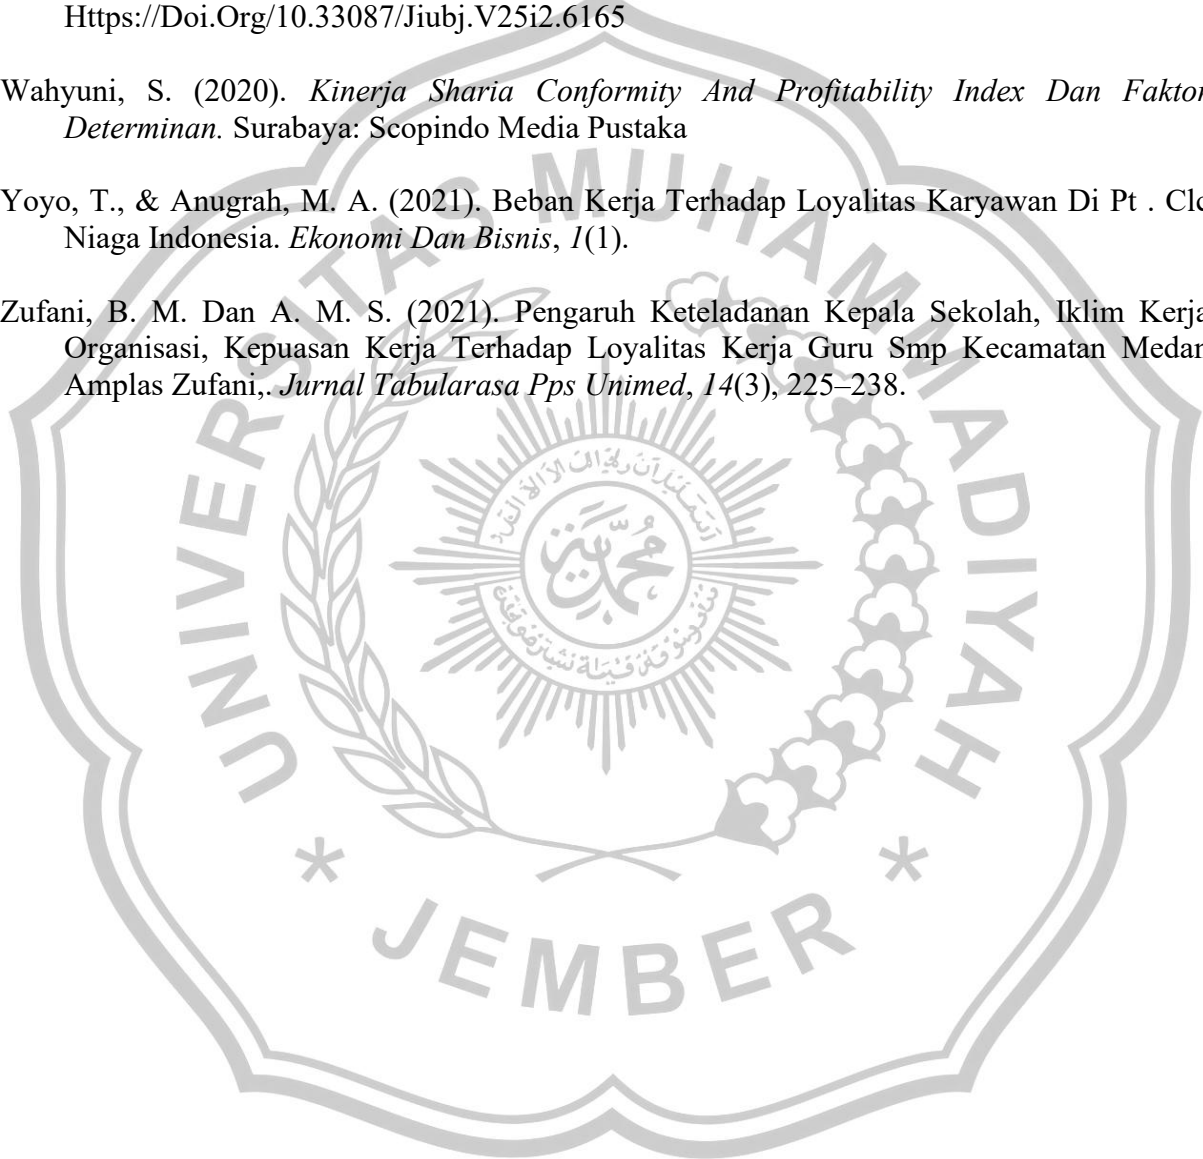 Https://Doi.Org/10.33087/Jiubj.V25i2.6165
Wahyuni, S. (2020). Kinerja Sharia Conformity And Profitability Index Dan Faktor
Determinan. Surabaya: Scopindo Media Pustaka
Yoyo, T., & Anugrah, M. A. (2021). Beban Kerja Terhadap Loyalitas Karyawan Di Pt . Clc
Niaga Indonesia. Ekonomi Dan Bisnis, 1(1).
Zufani, B. M. Dan A. M. S. (2021). Pengaruh Keteladanan Kepala Sekolah, Iklim Kerja
Organisasi, Kepuasan Kerja Terhadap Loyalitas Kerja Guru Smp Kecamatan Medan
Amplas Zufani,. Jurnal Tabularasa Pps Unimed, 14(3), 225–238.
UNIVERSITAS MUHAMMADIYAH
* JEMBER *